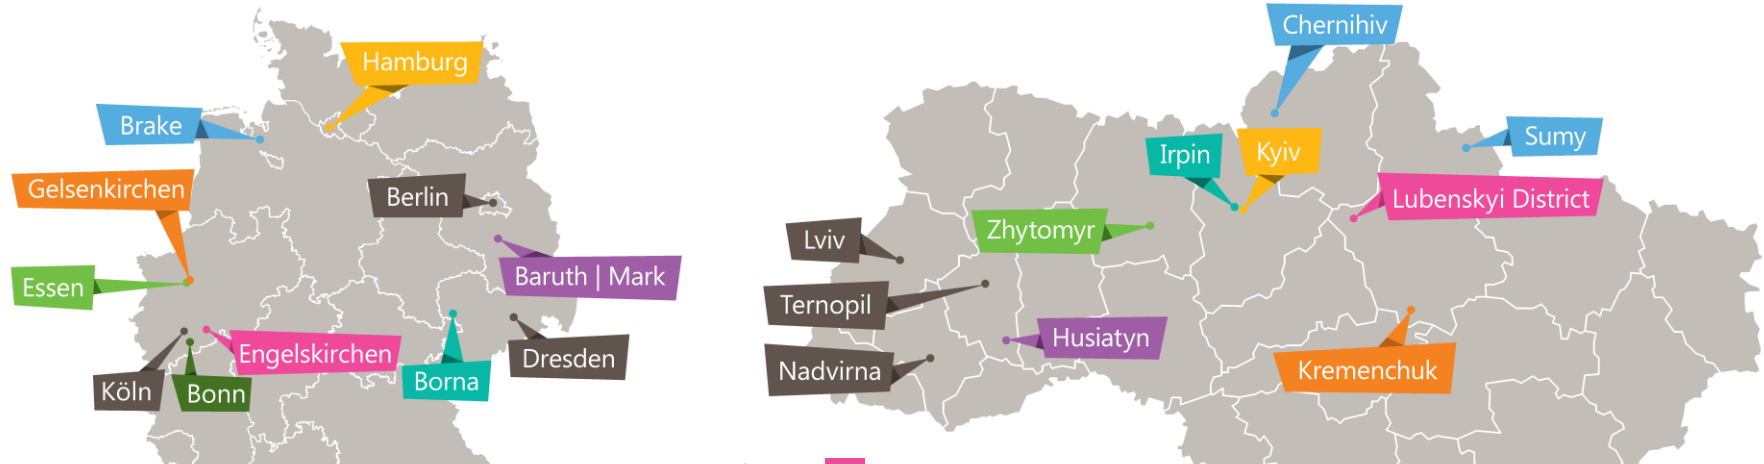 Hamburg
Brake
Gelsenkirchen
Berlin
Baruth | Mark
Essen
Engelskirchen
Dresden
Köln
Bonn
Borna
Chernihiv
Sumy
Irpin
Kyiv
Lubenskyi District
Zhytomyr
Lviv
Ternopil
Husiatyn
Nadvirna
Kremenchuk